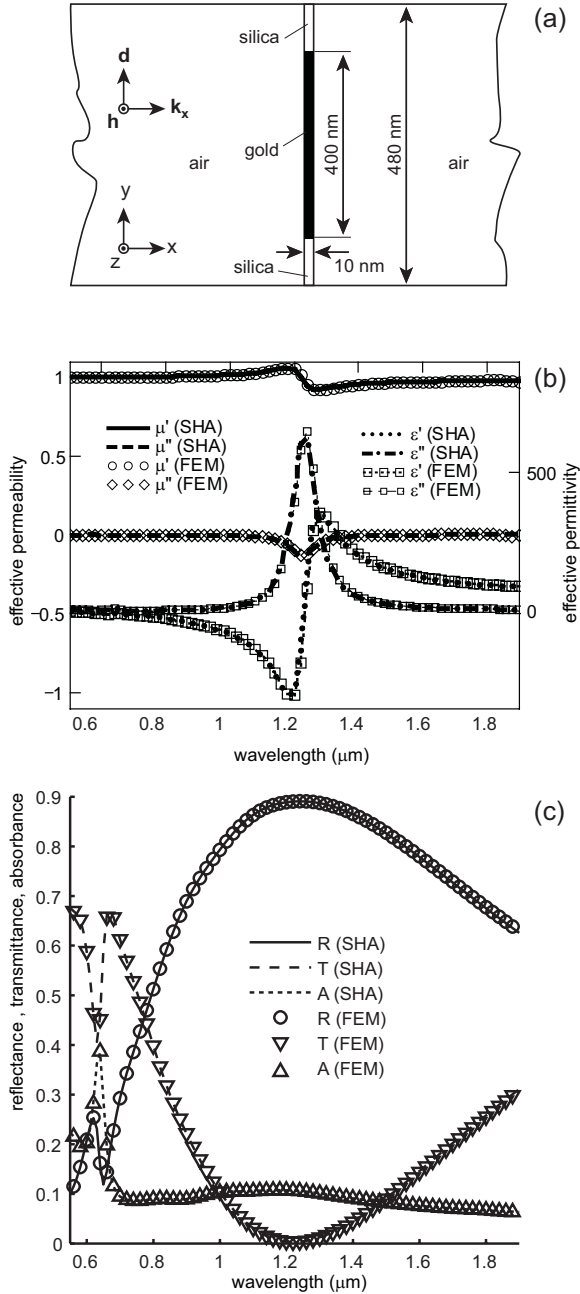 (a)
silica
d
h
k_x
gold
air
400 nm
480 nm
air
y
z
x
silica
10 nm
(b)
1
0.5
0
−0.5
−1
effective permeability
μ' (SHA)
μ" (SHA)
μ' (FEM)
μ" (FEM)
ε' (SHA)
ε" (SHA)
ε' (FEM)
ε" (FEM)
500
0
effective permittivity
0.6 0.8 1 1.2 1.4 1.6 1.8
wavelength (μm)
(c)
0.9
0.8
0.7
0.6
0.5
0.4
0.3
0.2
0.1
0
reflectance , transmittance, absorbance
R (SHA)
T (SHA)
A (SHA)
R (FEM)
T (FEM)
A (FEM)
0.6 0.8 1 1.2 1.4 1.6 1.8
wavelength (μm)